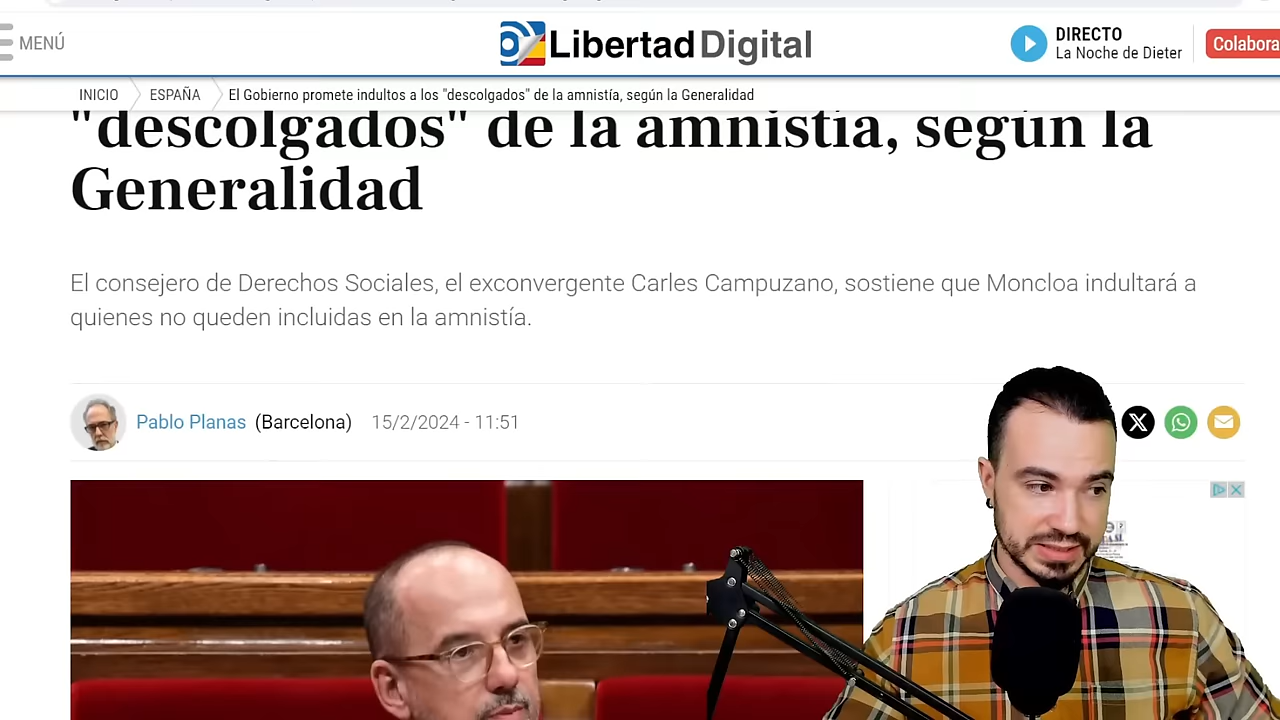 MENÚ
Libertad Digital
DIRECTO
La Noche de Dieter
Colabora
INICIO
ESPAÑA
El Gobierno promete indultos a los "descolgados" de la amnistía, según la Generalidad
"descolgados" de la amnistía, según la
Generalidad
El consejero de Derechos Sociales, el exconvergente Carles Campuzano, sostiene que Moncloa indultará a
quienes no queden incluidas en la amnistía.
Pablo Planas (Barcelona) 15/2/2024 - 11:51